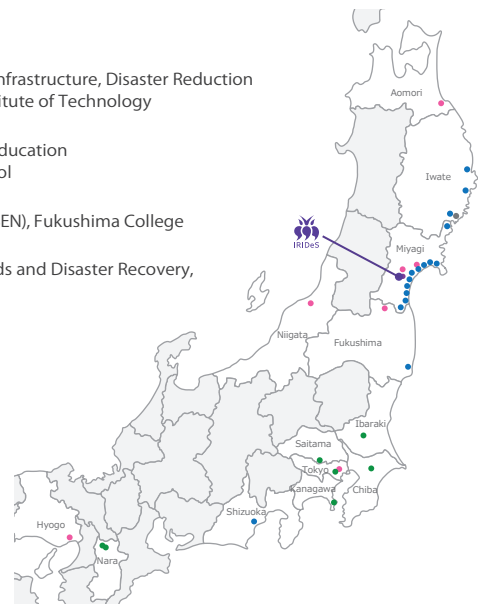 nfrastructure, Disaster Reduction
itute of Technology
ducation
ol
EN), Fukushima College
ds and Disaster Recovery,
Aomori
Iwate
IRIDeS
Miyagi
Niigata
Fukushima
Ibaraki
Saitama
Tokyo
Kanagawa
Chiba
Shizuoka
Hyogo
Nara